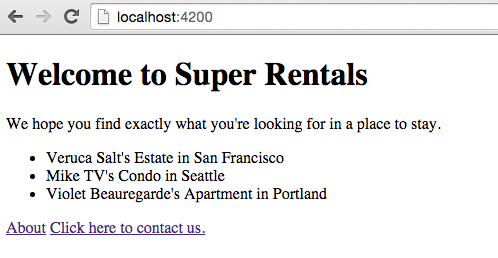 localhost:4200
Welcome to Super Rentals
We hope you find exactly what you're looking for in a place to stay.
Veruca Salt's Estate in San Francisco
Mike TV's Condo in Seattle
Violet Beauregarde's Apartment in Portland
About Click here to contact us.